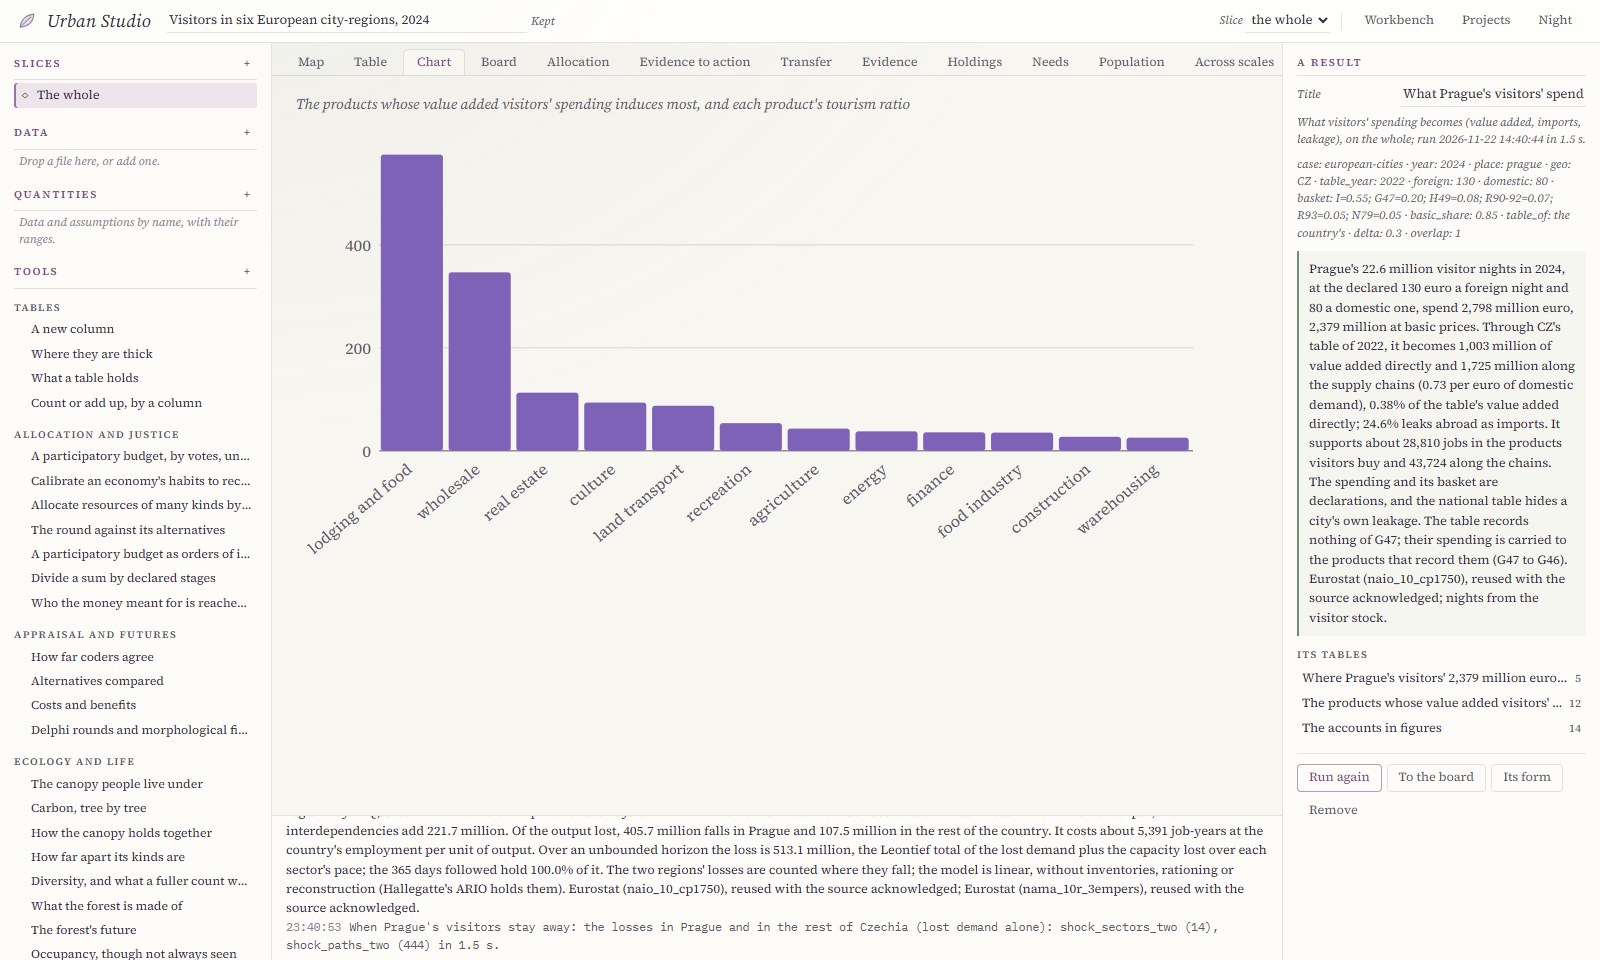 Urban Studio
Visitors in six European city-regions, 2024
Kept
Slice the whole
Workbench
Projects
Night
SLICES +
The whole
DATA +
Drop a file here, or add one.
QUANTITIES +
Data and assumptions by name, with their
ranges.
TOOLS +
TABLES
A new column
Where they are thick
What a table holds
Count or add up, by a column
ALLOCATION AND JUSTICE
A participatory budget, by votes, un...
Calibrate an economy's habits to rec...
Allocate resources of many kinds by...
The round against its alternatives
A participatory budget as orders of i...
Divide a sum by declared stages
Who the money meant for is reache...
APPRAISAL AND FUTURES
How far coders agree
Alternatives compared
Costs and benefits
Delphi rounds and morphological fi...
ECOLOGY AND LIFE
The canopy people live under
Carbon, tree by tree
How the canopy holds together
How far apart its kinds are
Diversity, and what a fuller count w...
What the forest is made of
The forest's future
Occupancy, though not always seen
Map
Table
Chart
Board
Allocation
Evidence to action
Transfer
Evidence
Holdings
Needs
Population
Across scales
The products whose value added visitors' spending induces most, and each product's tourism ratio
400
200
0
lodging and food
wholesale
real estate
culture
land transport
recreation
agriculture
energy
finance
food industry
construction
warehousing
interdependencies add 221.7 million. Of the output lost, 405.7 million falls in Prague and 107.5 million in the rest of the country. It costs about 5,391 job-years at the
country's employment per unit of output. Over an unbounded horizon the loss is 513.1 million, the Leontief total of the lost demand plus the capacity lost over each
sector's pace; the 365 days followed hold 100.0% of it. The two regions' losses are counted where they fall; the model is linear, without inventories, rationing or
reconstruction (Hallegatte's ARIO holds them). Eurostat (naio_10_cp1750), reused with the source acknowledged; Eurostat (nama_10r_3empers), reused with the
source acknowledged.
23:40:53 When Prague's visitors stay away: the losses in Prague and in the rest of Czechia (lost demand alone): shock_sectors_two (14),
shock_paths_two (444) in 1.5 s.
A RESULT
Title What Prague's visitors' spend
What visitors' spending becomes (value added, imports,
leakage), on the whole; run 2026-11-22 14:40:44 in 1.5 s.
case: european-cities · year: 2024 · place: prague · geo:
CZ · table_year: 2022 · foreign: 130 · domestic: 80 ·
basket: I=0.55; G47=0.20; H49=0.08; R90-92=0.07;
R93=0.05; N79=0.05 · basic_share: 0.85 · table_of: the
country's · delta: 0.3 · overlap: 1
Prague's 22.6 million visitor nights in 2024,
at the declared 130 euro a foreign night and
80 a domestic one, spend 2,798 million euro,
2,379 million at basic prices. Through CZ's
table of 2022, it becomes 1,003 million of
value added directly and 1,725 million along
the supply chains (0.73 per euro of domestic
demand), 0.38% of the table's value added
directly; 24.6% leaks abroad as imports. It
supports about 28,810 jobs in the products
visitors buy and 43,724 along the chains.
The spending and its basket are
declarations, and the national table hides a
city's own leakage. The table records
nothing of G47; their spending is carried to
the products that record them (G47 to G46).
Eurostat (naio_10_cp1750), reused with the
source acknowledged; nights from the
visitor stock.
ITS TABLES
Where Prague's visitors' 2,379 million euro... 5
The products whose value added visitors' ... 12
The accounts in figures 14
Run again
To the board
Its form
Remove